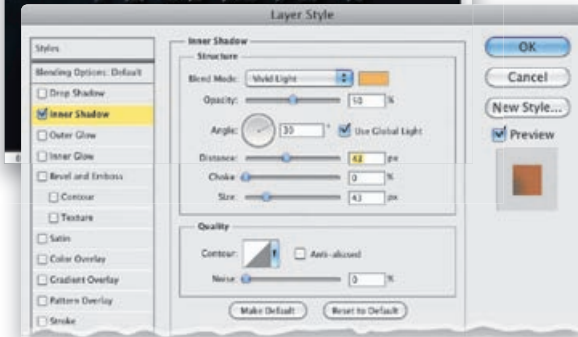 Layer Style
Styles
Blending Options: Default
Drop Shadow
Inner Shadow
Outer Glow
Inner Glow
Bevel and Emboss
Contour
Texture
Satin
Color Overlay
Gradient Overlay
Pattern Overlay
Stroke
Inner Shadow
Structure
Blend Mode: Vivid Light
Opacity: 50 %
Angle: 30 ° Use Global Light
Distance: 42 px
Choke: 0 %
Size: 43 px
Quality
Contour: Anti-aliased
Noise: 0 %
Make Default Reset to Default
OK
Cancel
New Style...
Preview